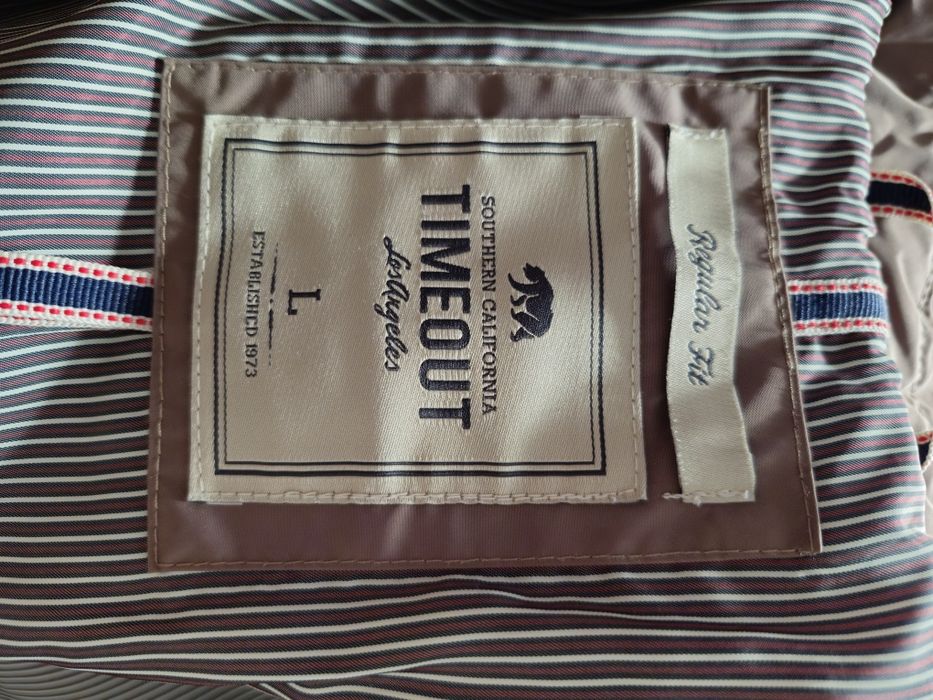 Regular Fit
SOUTHERN CALIFORNIA
TIMEOUT
Los Angeles
L
ESTABLISHED 1973